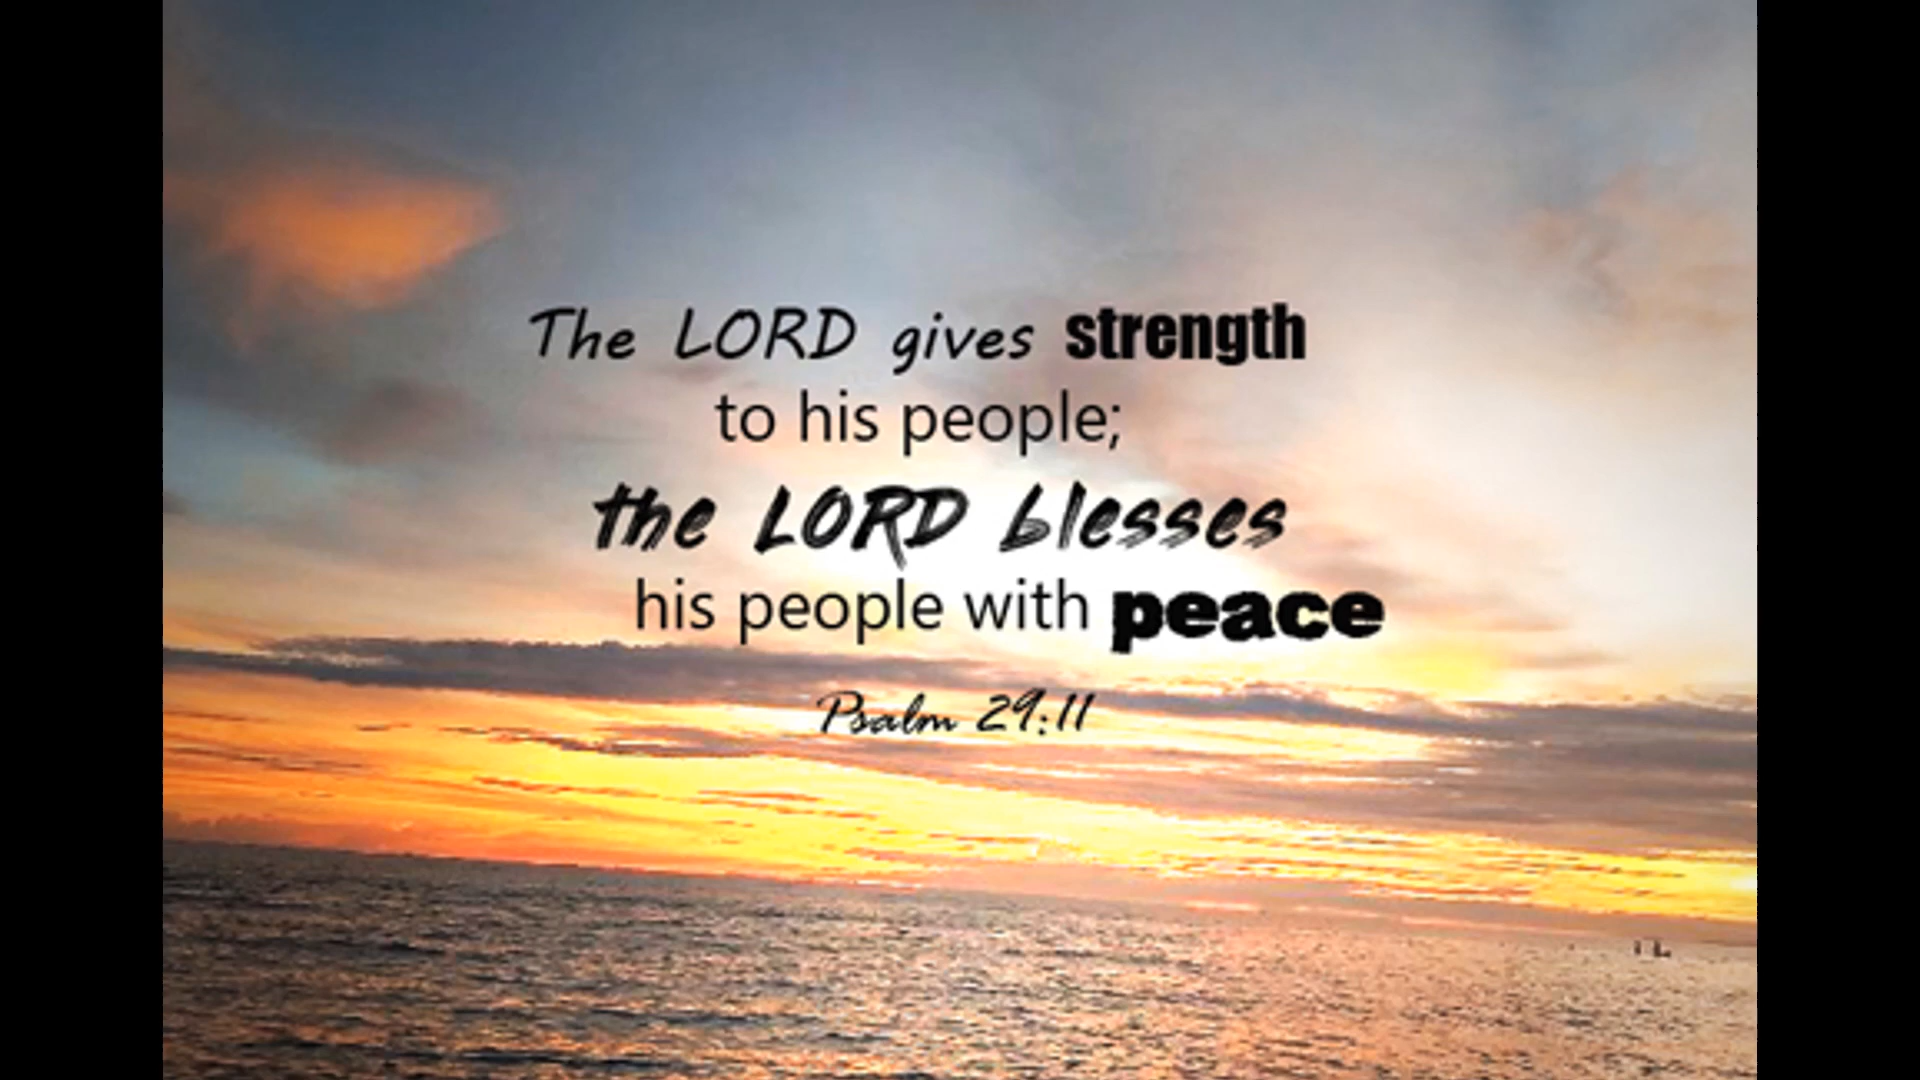 The LORD gives strength
to his people;
the LORD blesses
his people with peace
Psalm 29:11